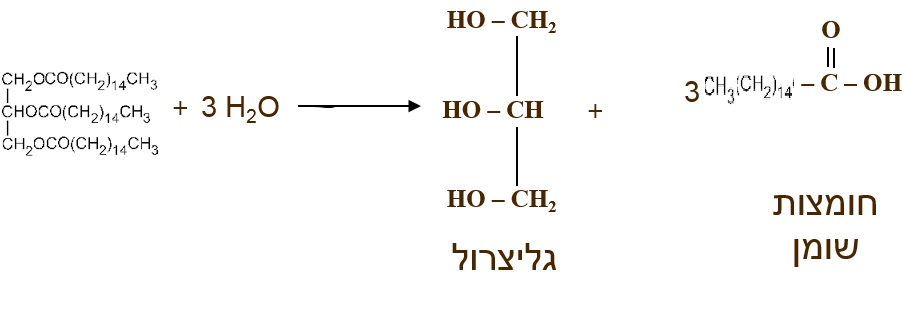 CH₂OCO(CH₂)₁₄CH₃
CHOCO(CH₂)₁₄CH₃
CH₂OCO(CH₂)₁₄CH₃
+ 3 H₂O
HO – CH₂
HO – CH
HO – CH₂
גליצרול
+
O
3 CH₃(CH₂)₁₄ – C – OH
חומצות
שומן